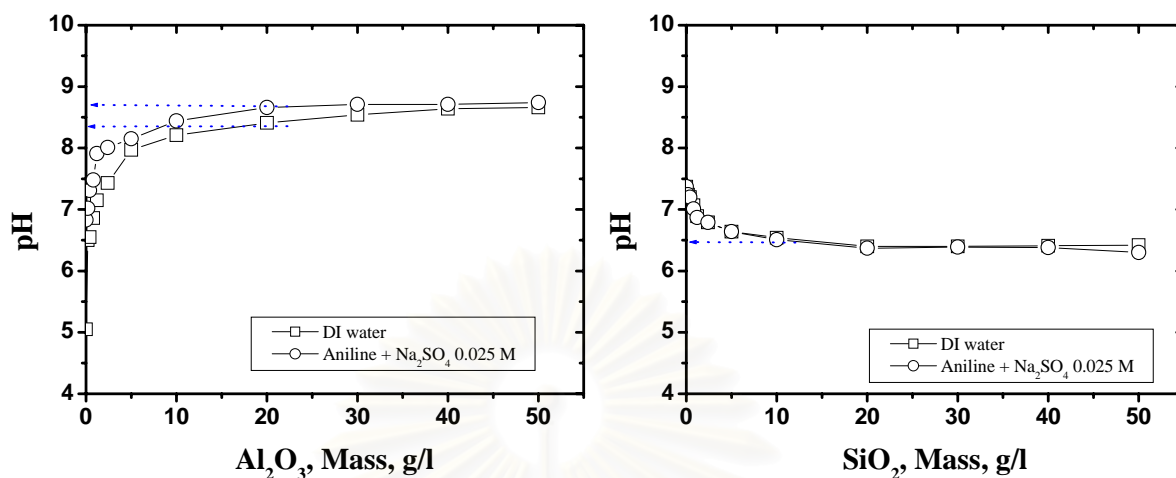 10
9
8
7
6
5
4
pH
0 10 20 30 40 50
Al₂O₃, Mass, g/l
DI water
Aniline + Na₂SO₄ 0.025 M
10
9
8
7
6
5
4
pH
0 10 20 30 40 50
SiO₂, Mass, g/l
DI water
Aniline + Na₂SO₄ 0.025 M